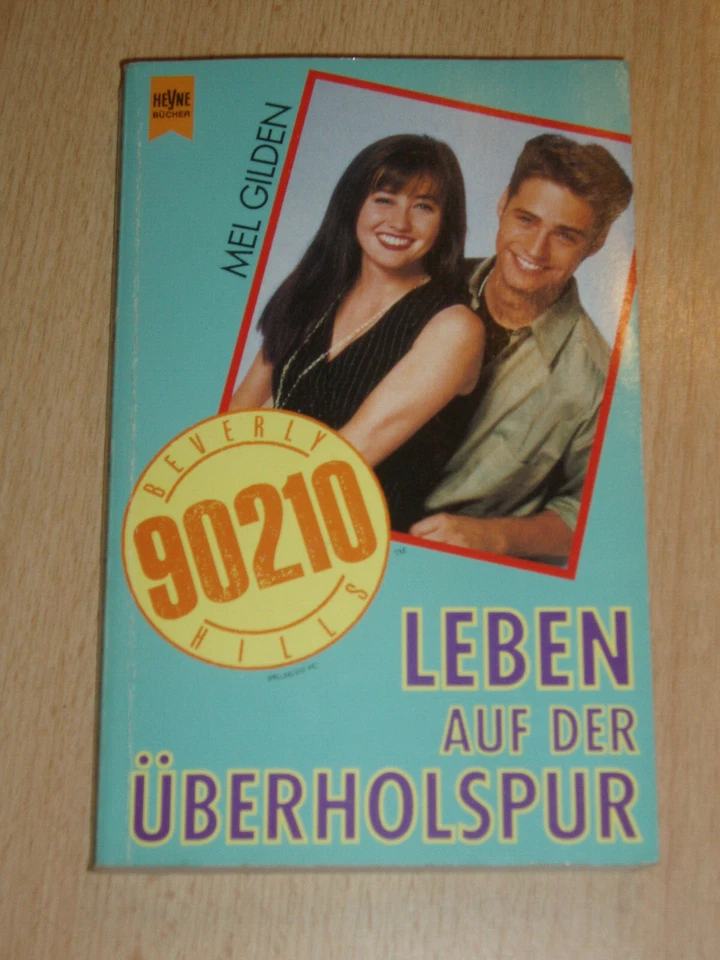 HEYNE
BÜCHER
MEL GILDEN
BEVERLY
90210
HILLS
LEBEN
AUF DER
ÜBERHOLSPUR